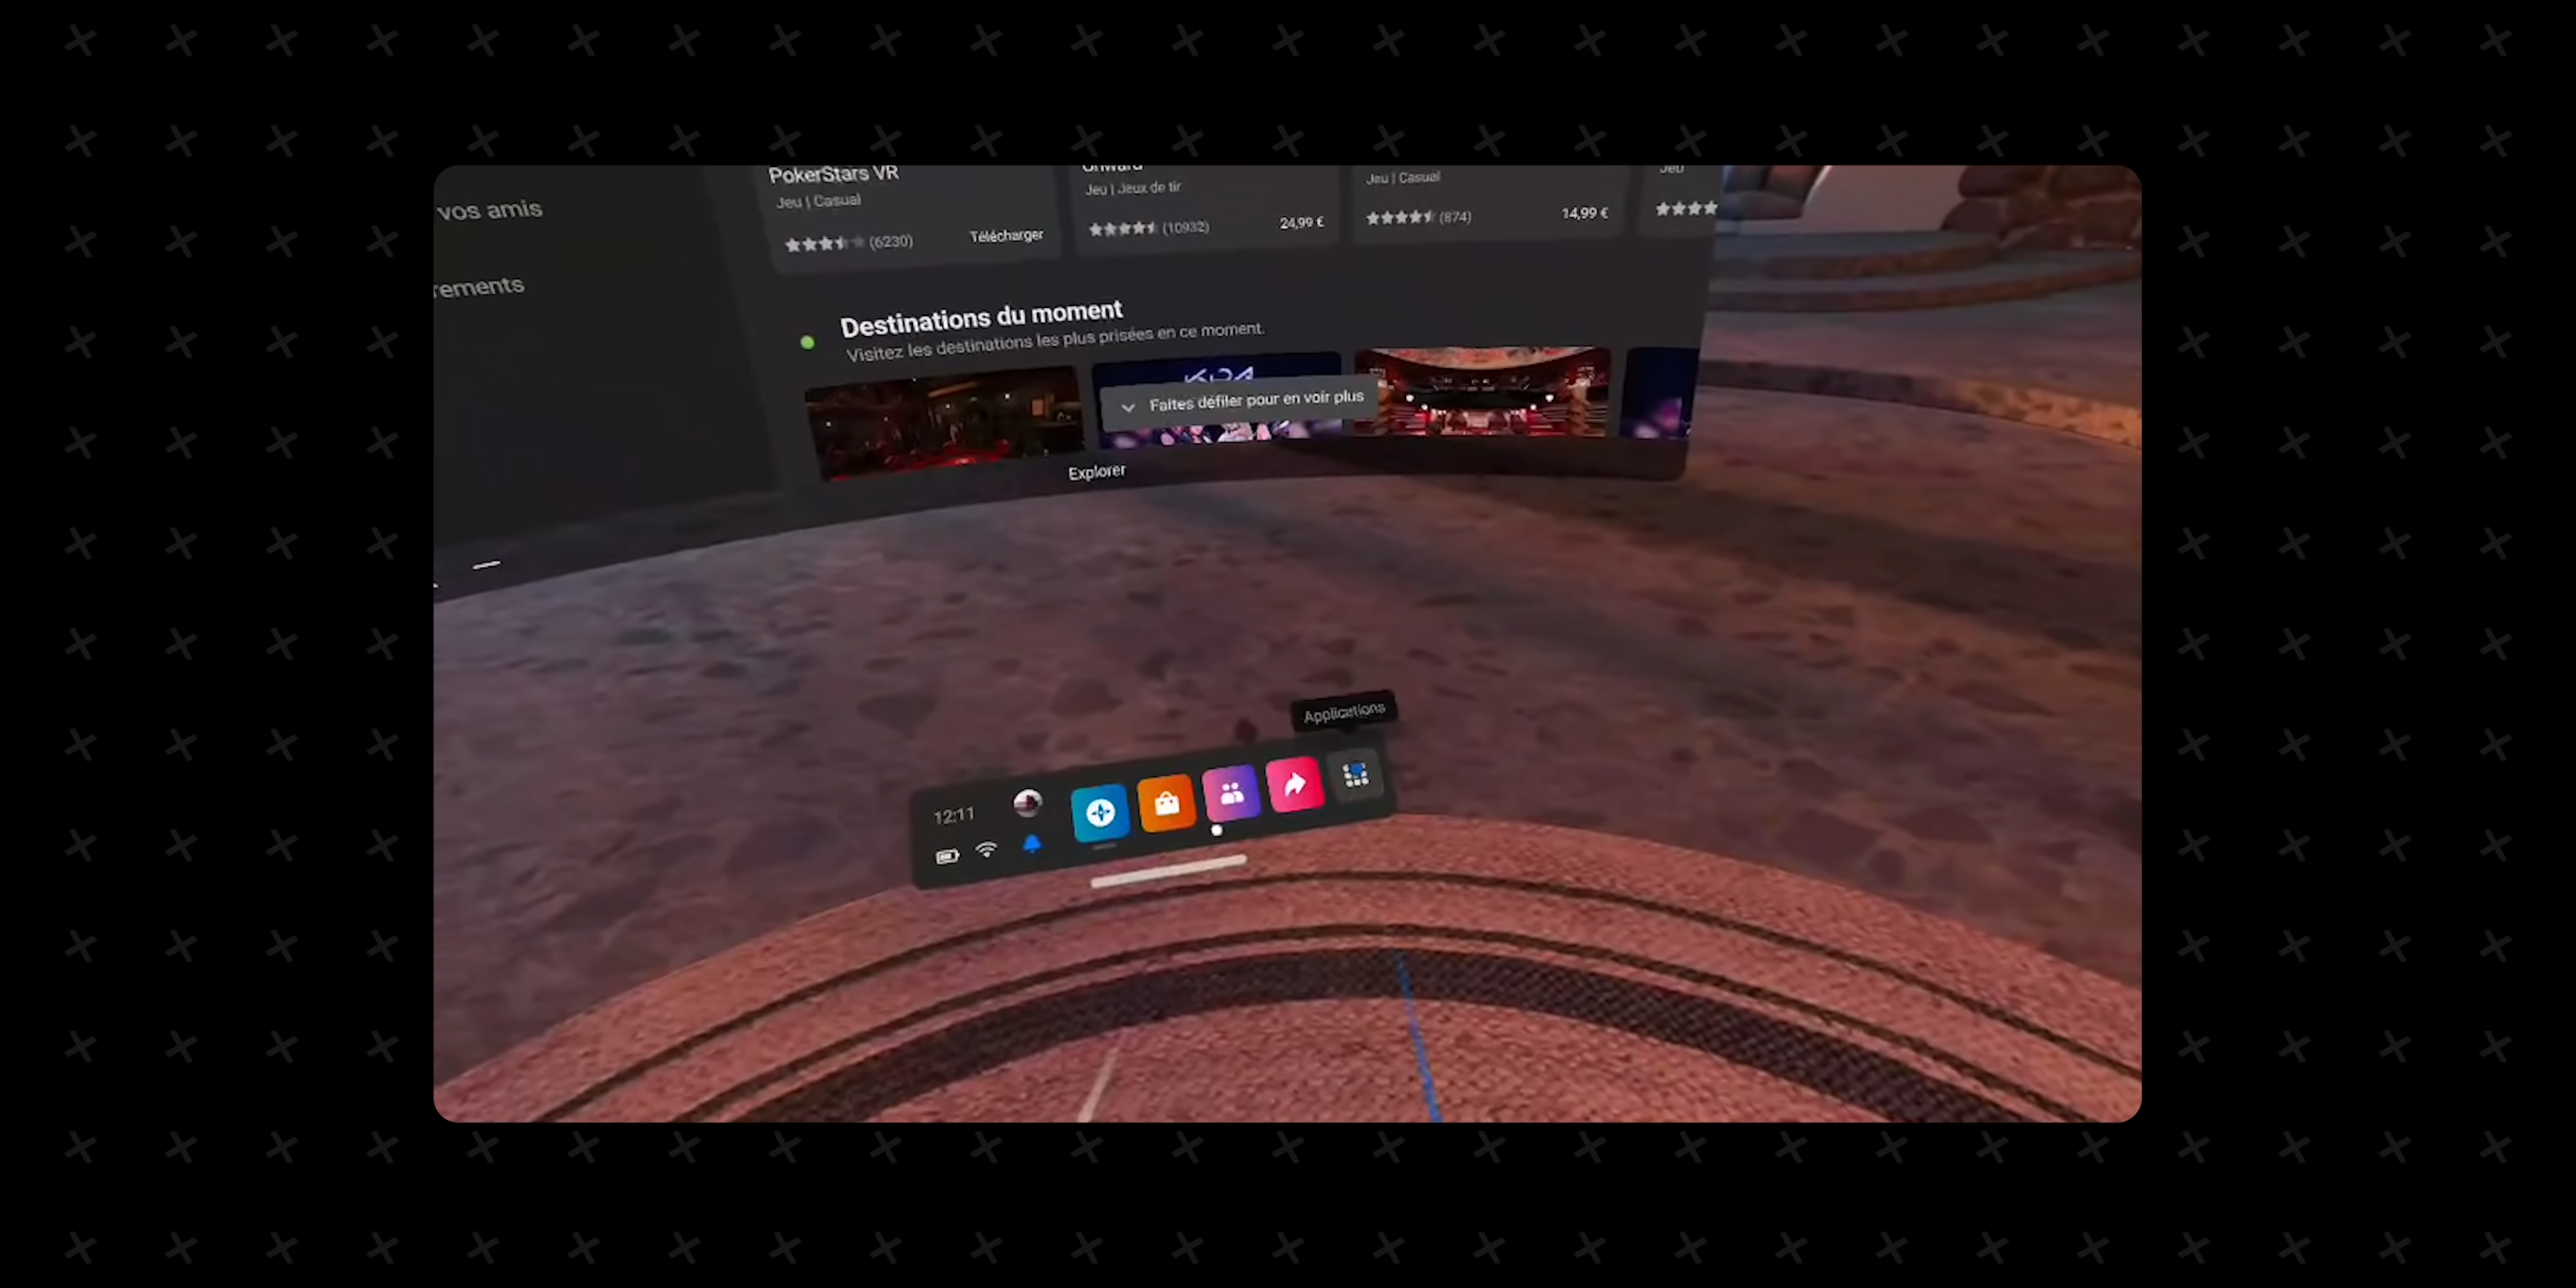 vos amis
rements
PokerStars VR
Jeu | Casual
(6230)
Télécharger
Onward
Jeu | Jeux de tir
(10932)
24,99 €
Jeu | Casual
(874)
14,99 €
Jeu
Destinations du moment
Visitez les destinations les plus prisées en ce moment.
Faites défiler pour en voir plus
Explorer
Applications
12:11